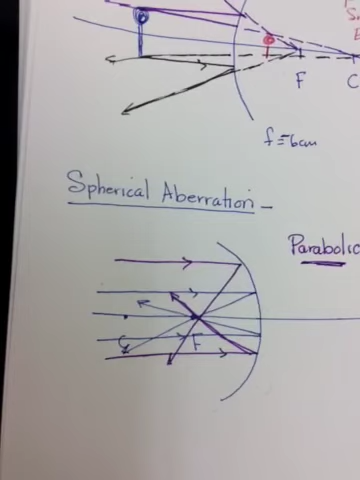 F
C
f = 6cm
Spherical Aberration -
Parabolic
C
F